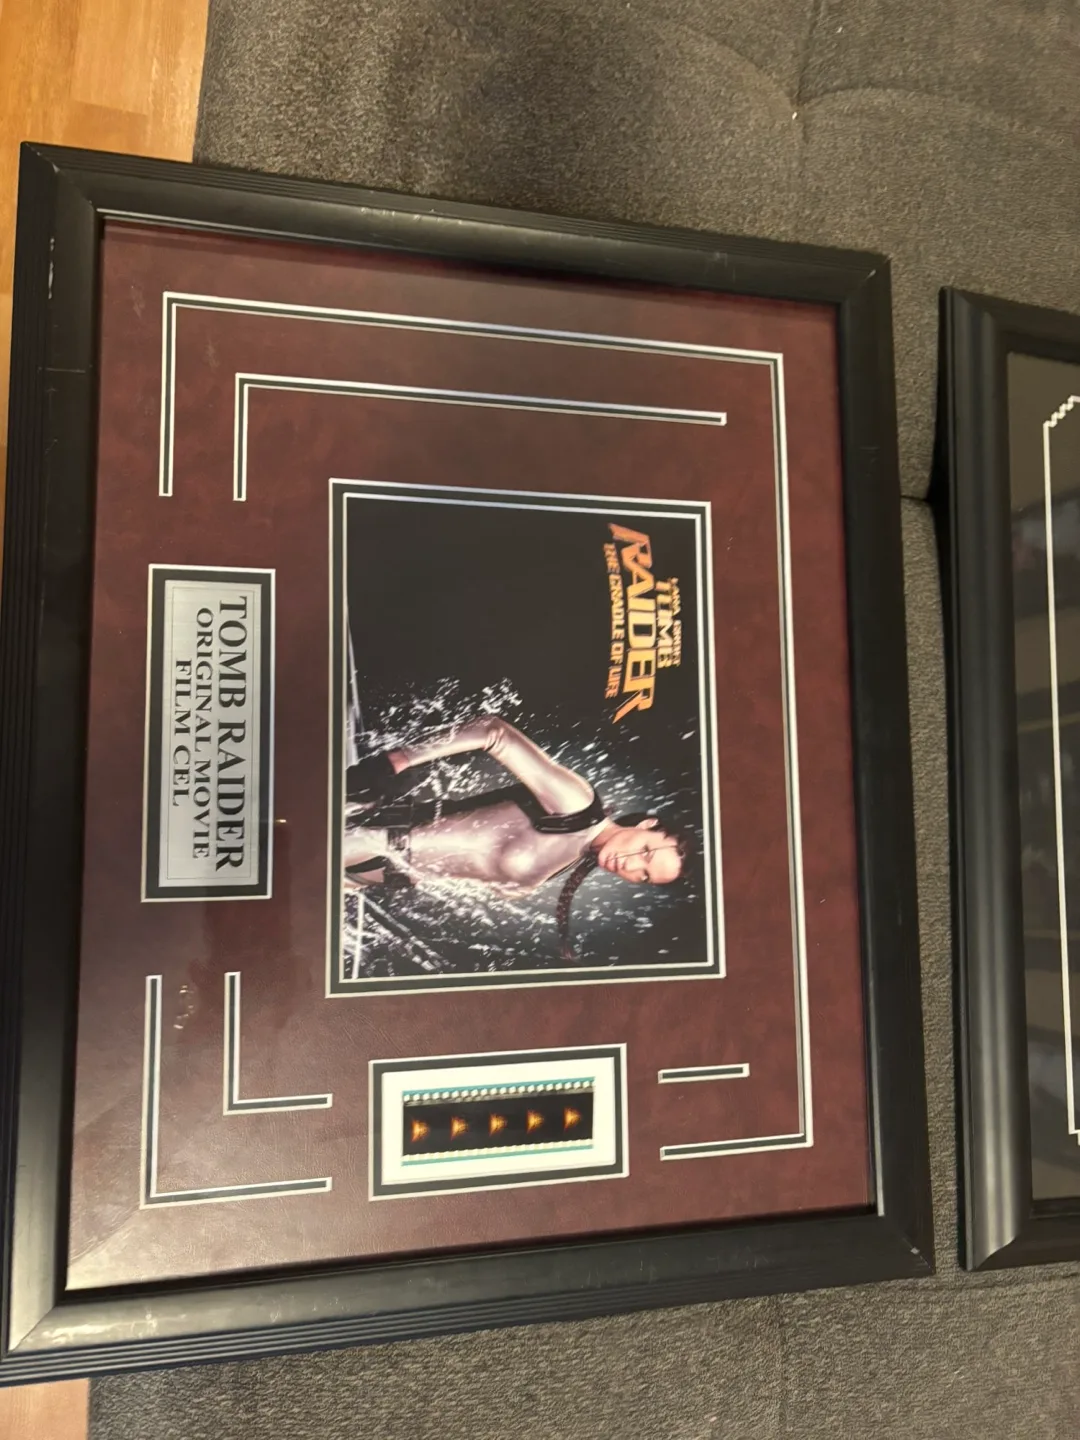 LARA CROFT
TOMB
RAIDER
THE CRADLE OF LIFE
TOMB RAIDER
ORIGINAL MOVIE
FILM CEL